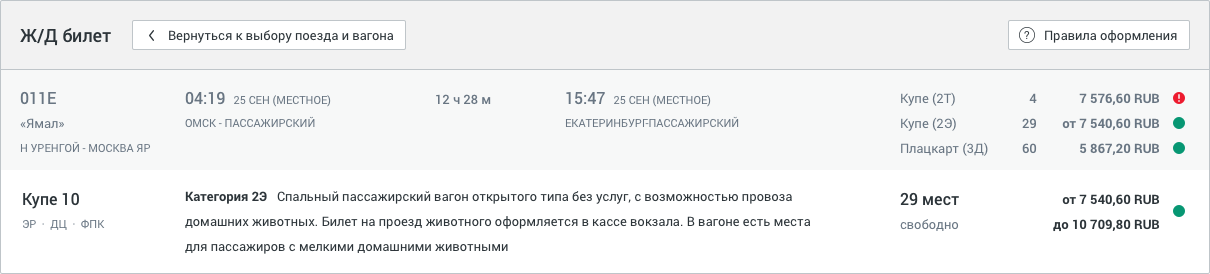 Ж/Д билет
Вернуться к выбору поезда и вагона
? Правила оформления
011Е 04:19 25 СЕН (МЕСТНОЕ) 12 ч 28 м 15:47 25 СЕН (МЕСТНОЕ) Купе (2Т) 4 7 576,60 RUB !
«Ямал» ОМСК - ПАССАЖИРСКИЙ ЕКАТЕРИНБУРГ-ПАССАЖИРСКИЙ Купе (2Э) 29 от 7 540,60 RUB
Н УРЕНГОЙ - МОСКВА ЯР Плацкарт (3Д) 60 5 867,20 RUB
Купе 10 Категория 2Э Спальный пассажирский вагон открытого типа без услуг, с возможностью провоза 29 мест от 7 540,60 RUB
ЭР · ДЦ · ФПК домашних животных. Билет на проезд животного оформляется в кассе вокзала. В вагоне есть места свободно до 10 709,80 RUB
для пассажиров с мелкими домашними животными